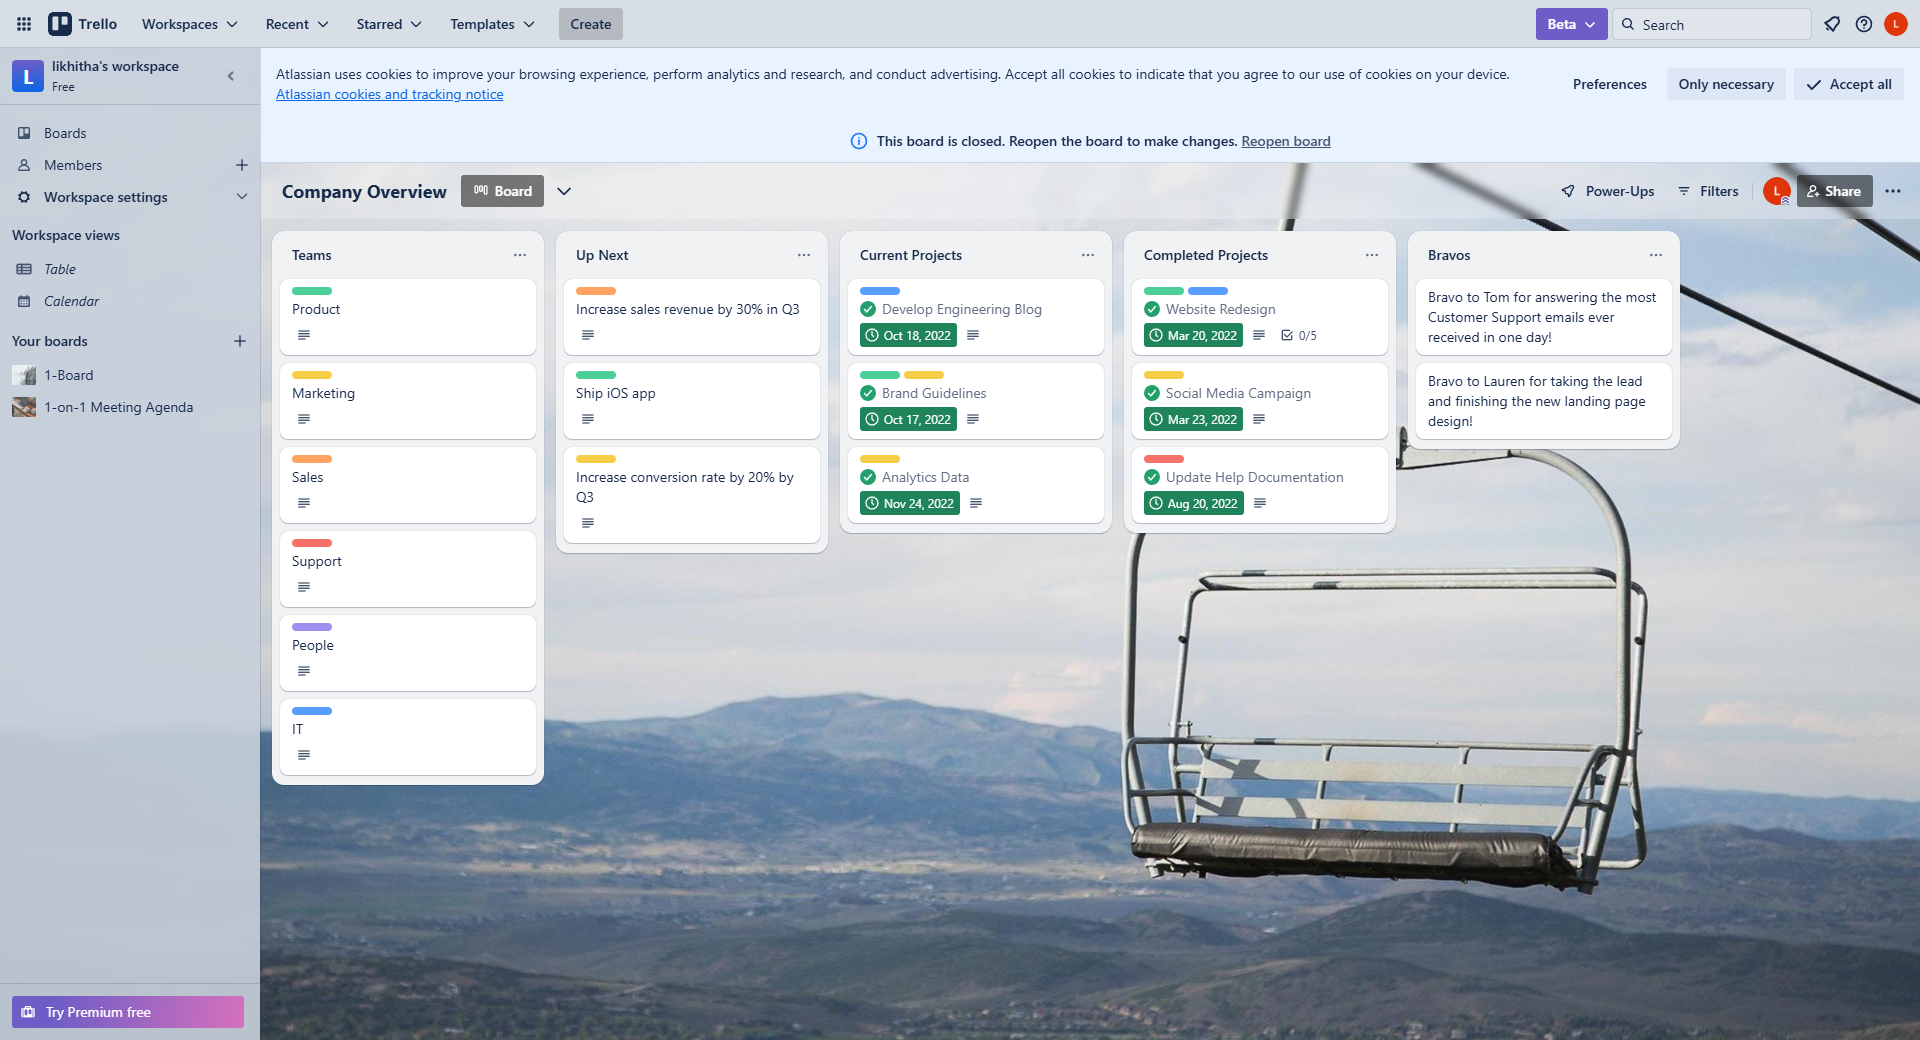 Trello
Workspaces
Recent
Starred
Templates
Create
Beta
Search
L
L
likhitha's workspace
Free
Boards
Members
Workspace settings
Workspace views
Table
Calendar
Your boards
1-Board
1-on-1 Meeting Agenda
Try Premium free
Atlassian uses cookies to improve your browsing experience, perform analytics and research, and conduct advertising. Accept all cookies to indicate that you agree to our use of cookies on your device.
Atlassian cookies and tracking notice
Preferences
Only necessary
Accept all
This board is closed. Reopen the board to make changes. Reopen board
Company Overview
Board
Power-Ups
Filters
L
Share
Teams
Product
Marketing
Sales
Support
People
IT
Up Next
Increase sales revenue by 30% in Q3
Ship iOS app
Increase conversion rate by 20% by
Q3
Current Projects
Develop Engineering Blog
Oct 18, 2022
Brand Guidelines
Oct 17, 2022
Analytics Data
Nov 24, 2022
Completed Projects
Website Redesign
Mar 20, 2022
0/5
Social Media Campaign
Mar 23, 2022
Update Help Documentation
Aug 20, 2022
Bravos
Bravo to Tom for answering the most
Customer Support emails ever
received in one day!
Bravo to Lauren for taking the lead
and finishing the new landing page
design!